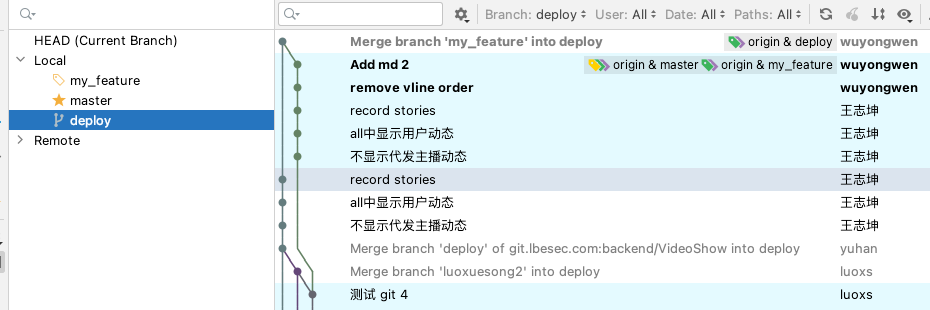 Branch: deploy User: All Date: All Paths: All
HEAD (Current Branch)
Local
my_feature
master
deploy
Remote
Merge branch 'my_feature' into deploy origin & deploy wuyongwen
Add md 2 origin & master origin & my_feature wuyongwen
remove vline order wuyongwen
record stories 王志坤
all中显示用户动态 王志坤
不显示代发主播动态 王志坤
record stories 王志坤
all中显示用户动态 王志坤
不显示代发主播动态 王志坤
Merge branch 'deploy' of git.lbesec.com:backend/VideoShow into deploy yuhan
Merge branch 'luoxuesong2' into deploy luoxs
测试 git 4 luoxs